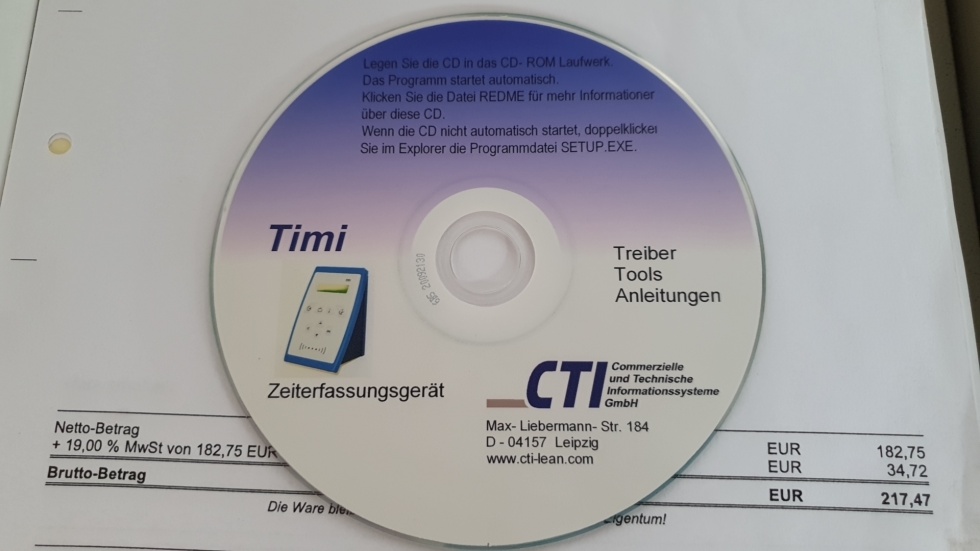 Legen Sie die CD in das CD- ROM Laufwerk.
Das Programm startet automatisch.
Klicken Sie die Datei REDME für mehr Informationen
über diese CD.
Wenn die CD nicht automatisch startet, doppelklicken
Sie im Explorer die Programmdatei SETUP.EXE.
Timi
Treiber
Tools
Anleitungen
Zeiterfassungsgerät
CTI
Commerzielle
und Technische
Informationssysteme
GmbH
Max- Liebermann- Str. 184
D - 04157 Leipzig
www.cti-lean.com
Netto-Betrag EUR 182,75
+ 19,00 % MwSt von 182,75 EUR EUR 34,72
Brutto-Betrag EUR 217,47
Die Ware Eigentum!